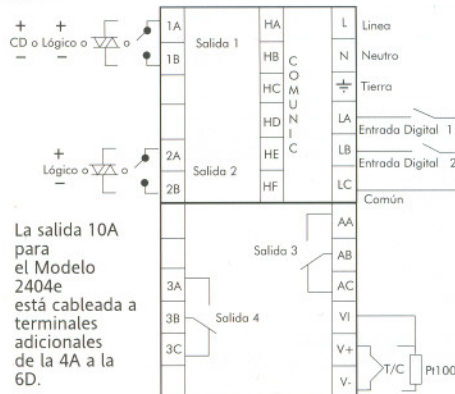 +
CD o Lógico o
−
1A
1B
Salida 1
HA
HB
HC
HD
HE
HF
COMUNIC
L
N
LA
LB
LC
Linea
Neutro
Tierra
Entrada Digital 1
Entrada Digital 2
Común
+
Lógico o
−
2A
2B
Salida 2
La salida 10A
para
el Modelo
2404e
está cableada a
terminales
adicionales
de la 4A a la
6D.
3A
3B
3C
Salida 4
Salida 3
AA
AB
AC
VI
V+
V-
T/C
Pt100